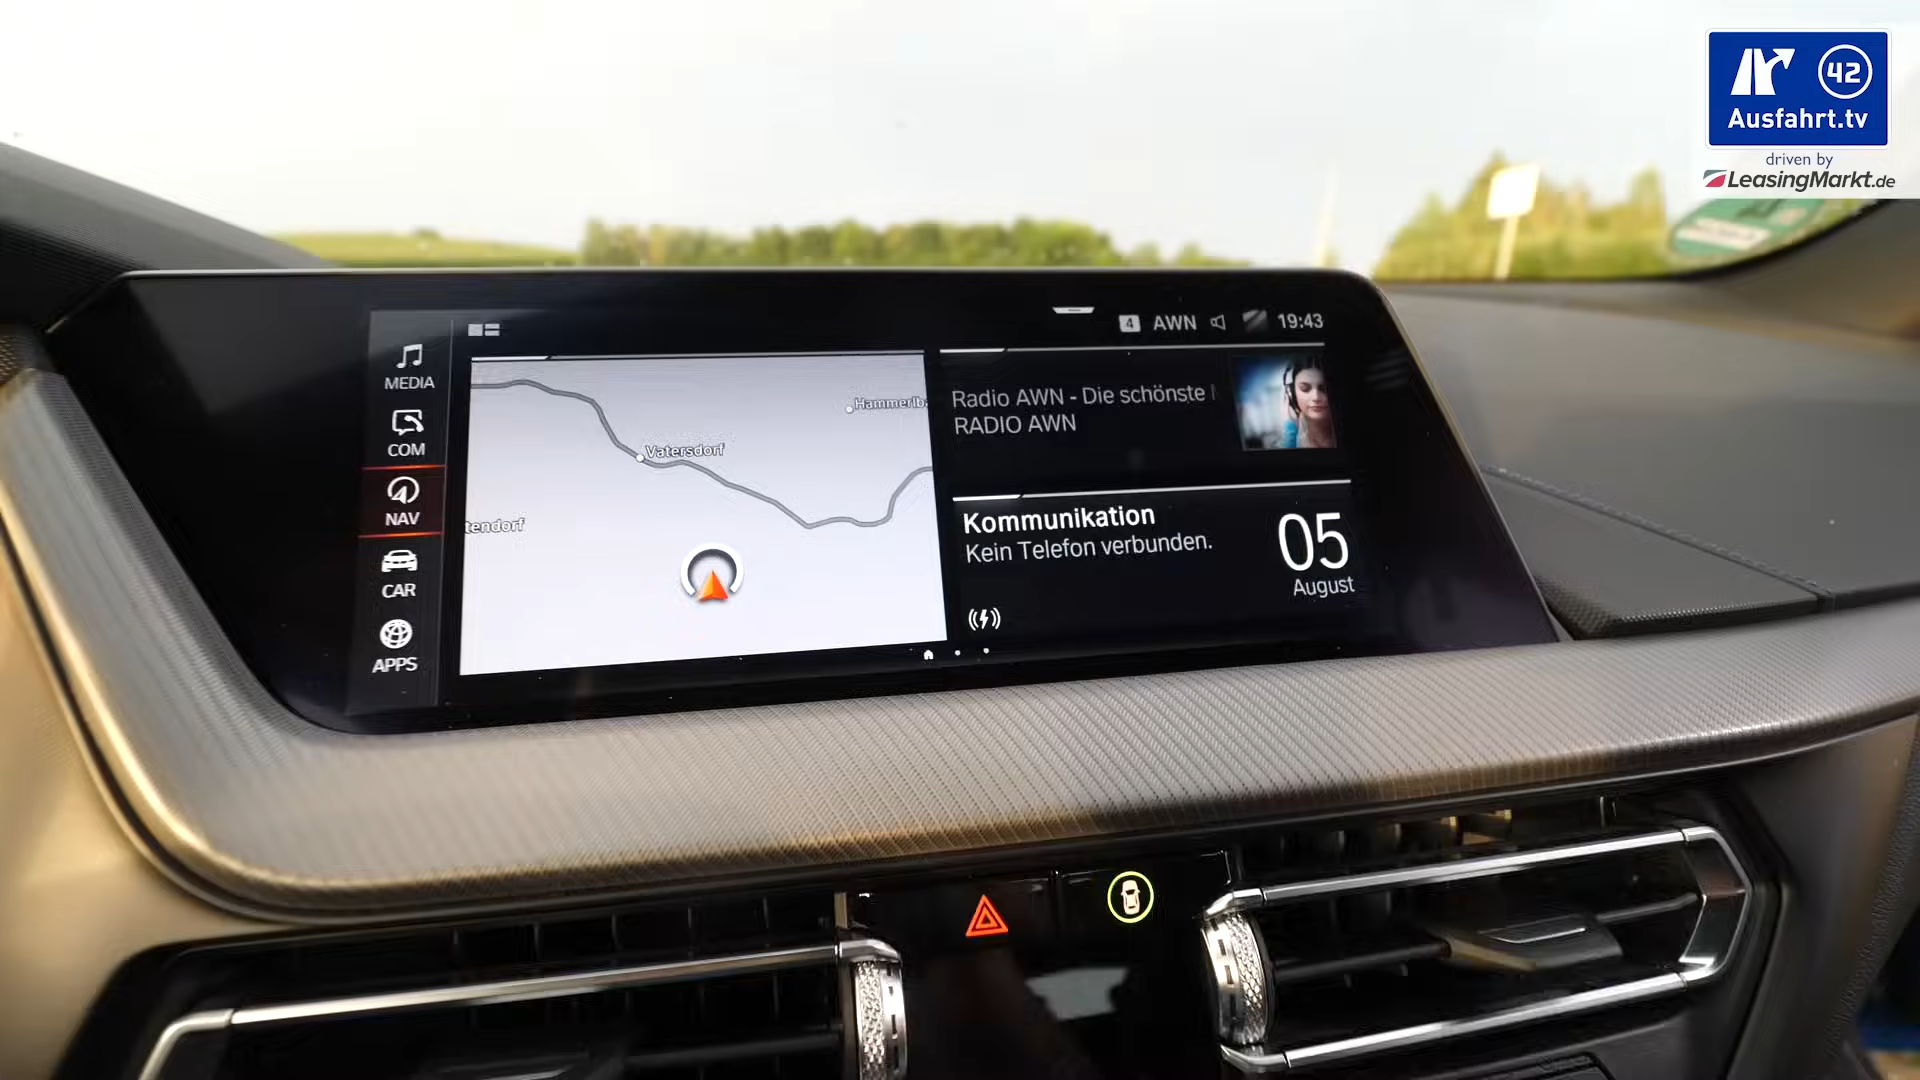 42
Ausfahrt.tv
driven by
LeasingMarkt.de
4 AWN 19:43
MEDIA
COM
NAV
CAR
APPS
Vatersdorf
tendorf
Radio AWN - Die schönste
RADIO AWN
Kommunikation
Kein Telefon verbunden.
05
August